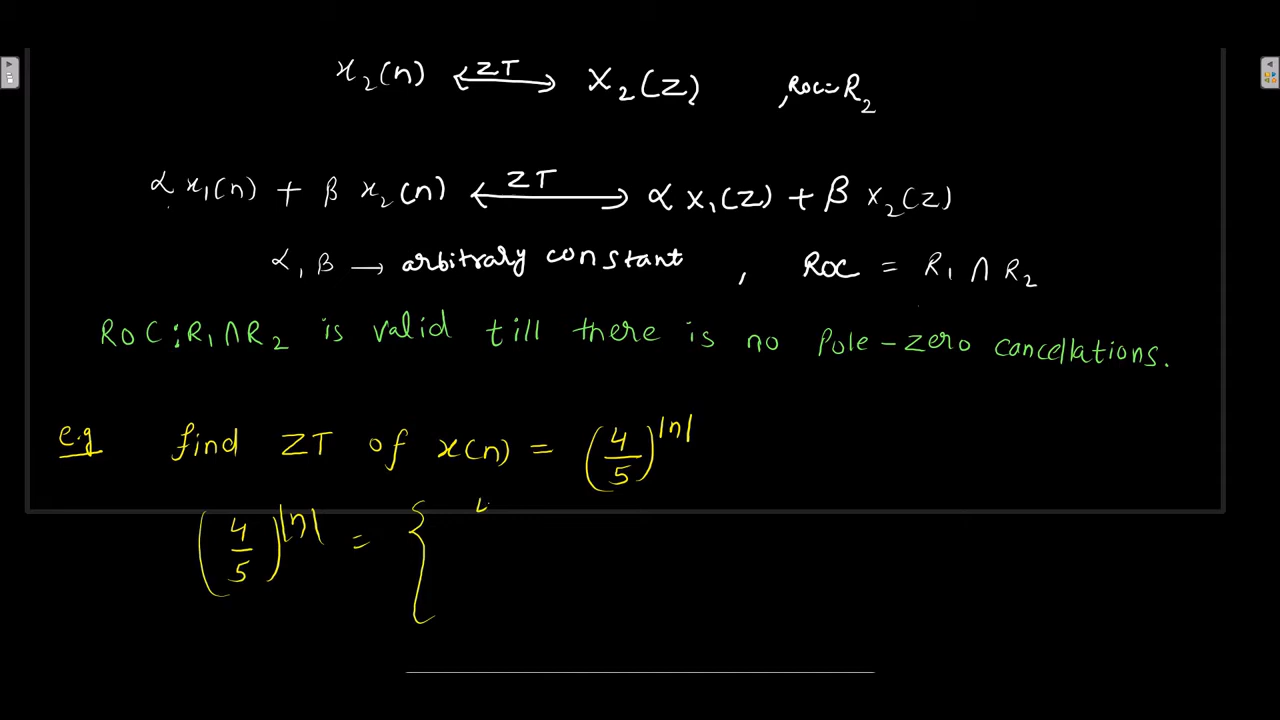 x₂(n) ⟷ZT X₂(z) , ROC=R₂
α x₁(n) + β x₂(n) ⟷ZT α X₁(z) + β X₂(z)
α, β → arbitrary constant , ROC = R₁ ∩ R₂
ROC: R₁∩R₂ is valid till there is no Pole-zero cancellations.
e.g find ZT of x(n) = (4/5)^|n|
(4/5)^|n| = {